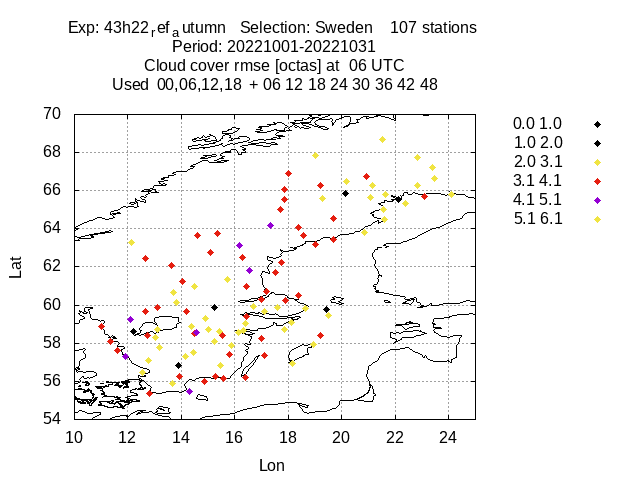 Exp: 43h22refautumn Selection: Sweden 107 stations
Period: 20221001-20221031
Cloud cover rmse [octas] at 06 UTC
Used 00,06,12,18 + 06 12 18 24 30 36 42 48
70
68
66
64
62
60
58
56
54
Lat
10 12 14 16 18 20 22 24
Lon
0.0 1.0
1.0 2.0
2.0 3.1
3.1 4.1
4.1 5.1
5.1 6.1